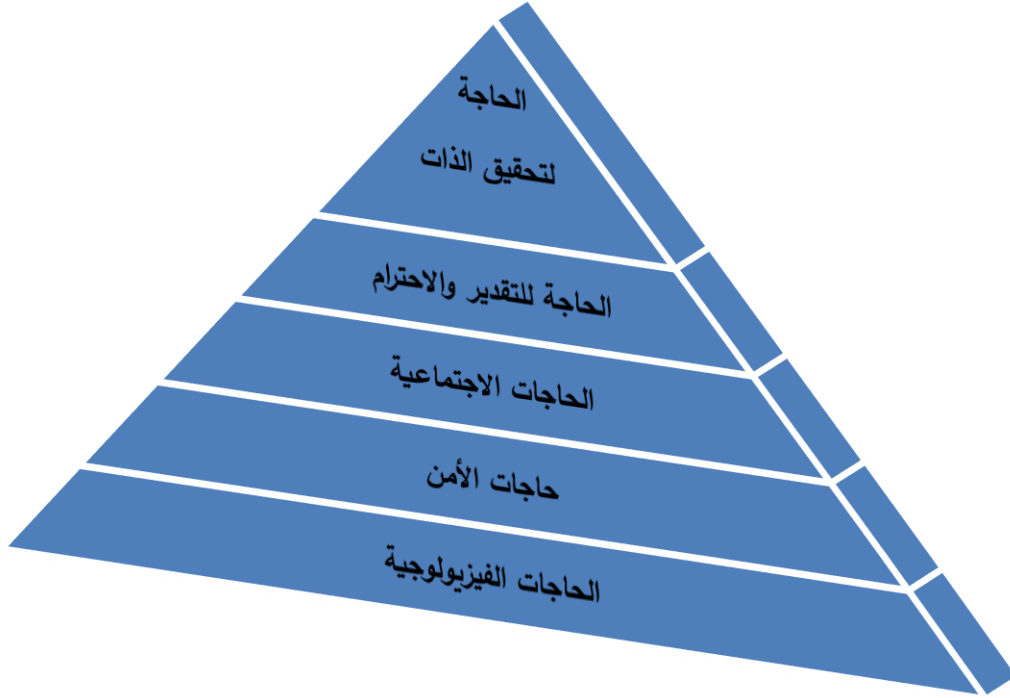 الحاجة
لتحقيق الذات
الحاجة للتقدير والاحترام
الحاجات الاجتماعية
حاجات الأمن
الحاجات الفيزيولوجية